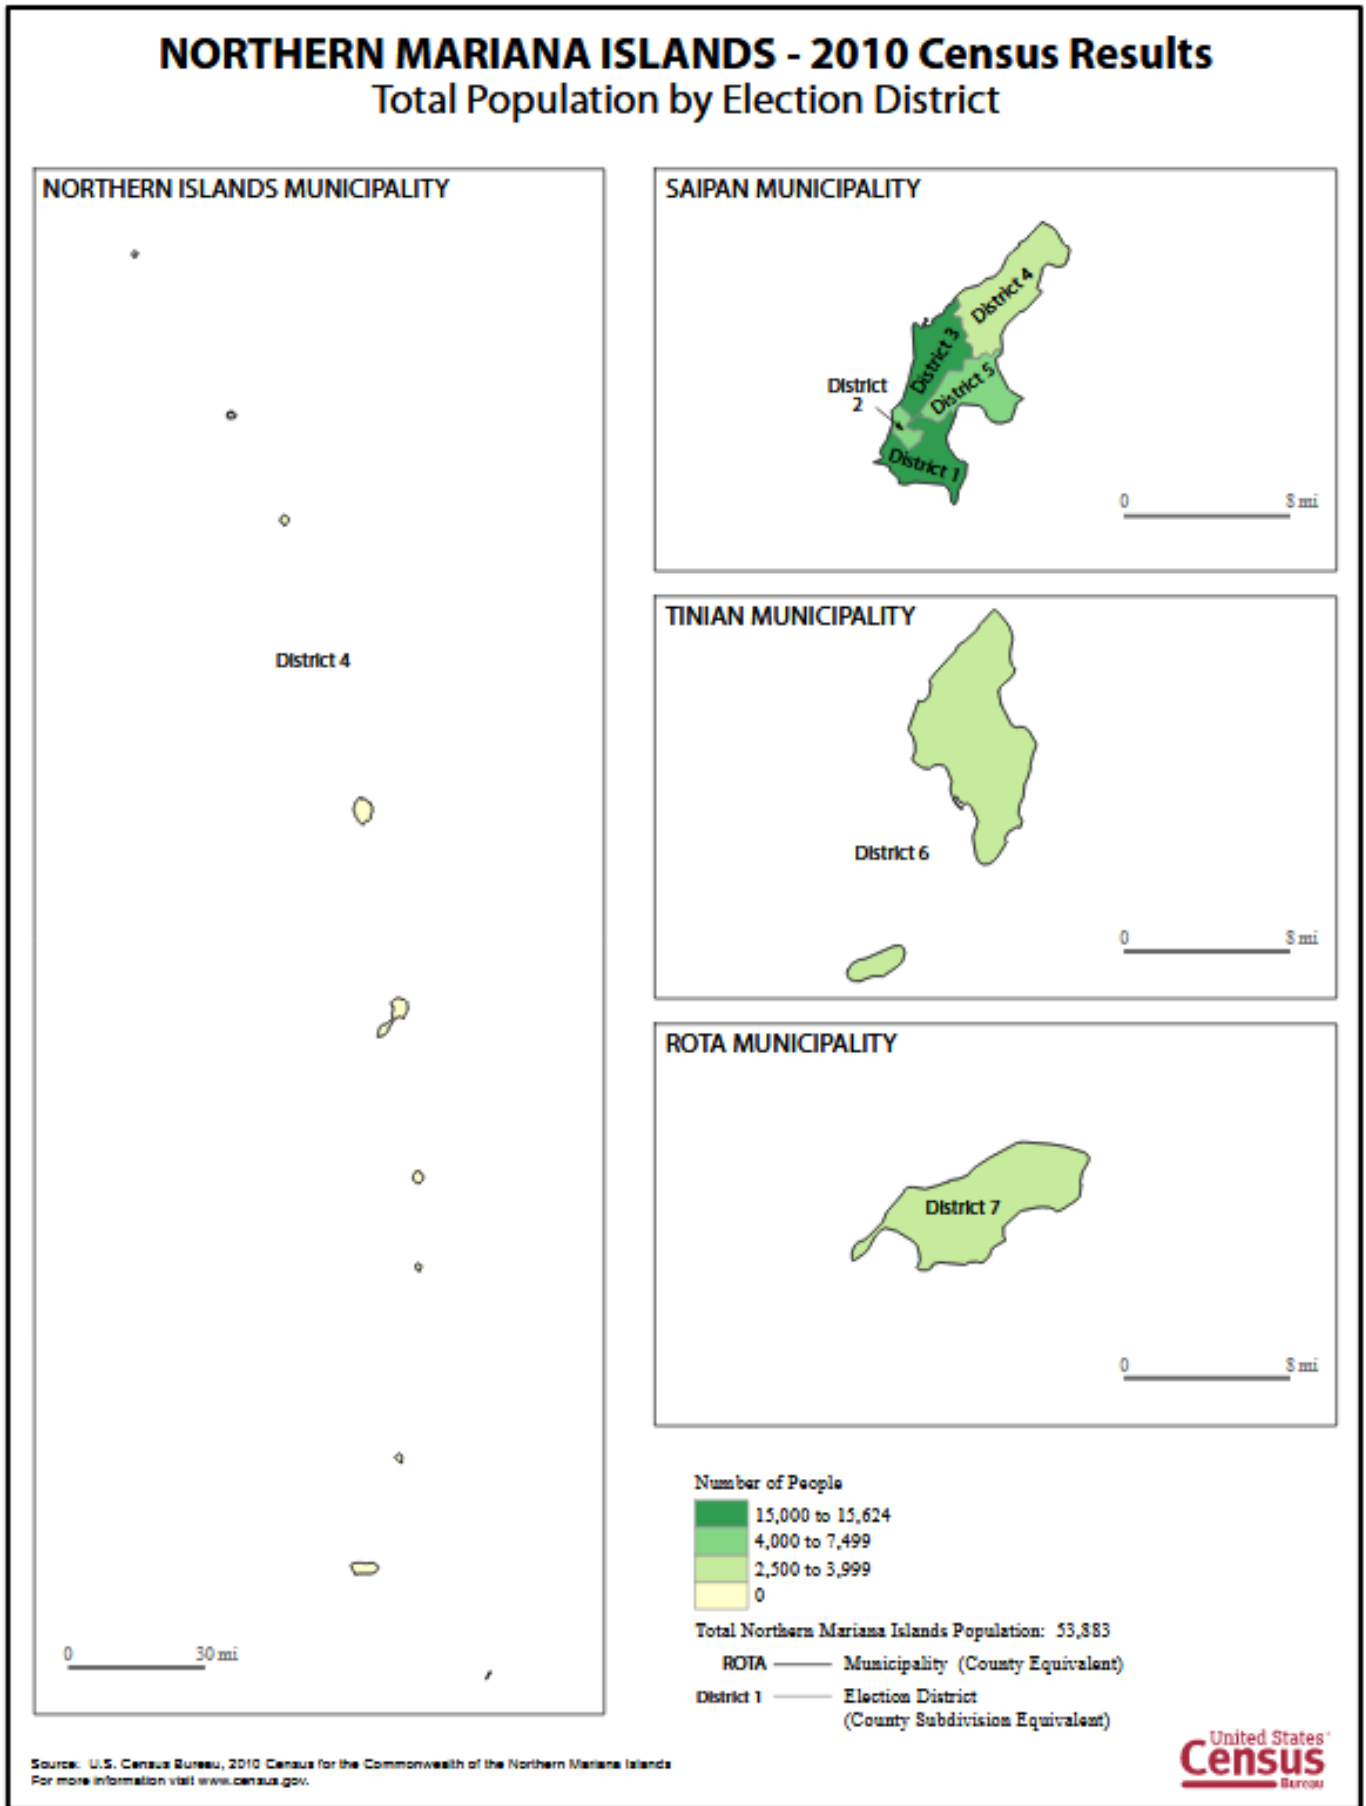 NORTHERN MARIANA ISLANDS - 2010 Census Results
Total Population by Election District
NORTHERN ISLANDS MUNICIPALITY
District 4
0 30 mi
SAIPAN MUNICIPALITY
District 4
District 3
District 5
District
2
District 1
0 8 mi
TINIAN MUNICIPALITY
District 6
0 8 mi
ROTA MUNICIPALITY
District 7
0 8 mi
Number of People
15,000 to 15,624
4,000 to 7,499
2,500 to 3,999
0
Total Northern Mariana Islands Population: 53,883
ROTA Municipality (County Equivalent)
District 1 Election District
(County Subdivision Equivalent)
Source: U.S. Census Bureau, 2010 Census for the Commonwealth of the Northern Mariana Islands
For more information visit www.census.gov.
United States
Census
Bureau